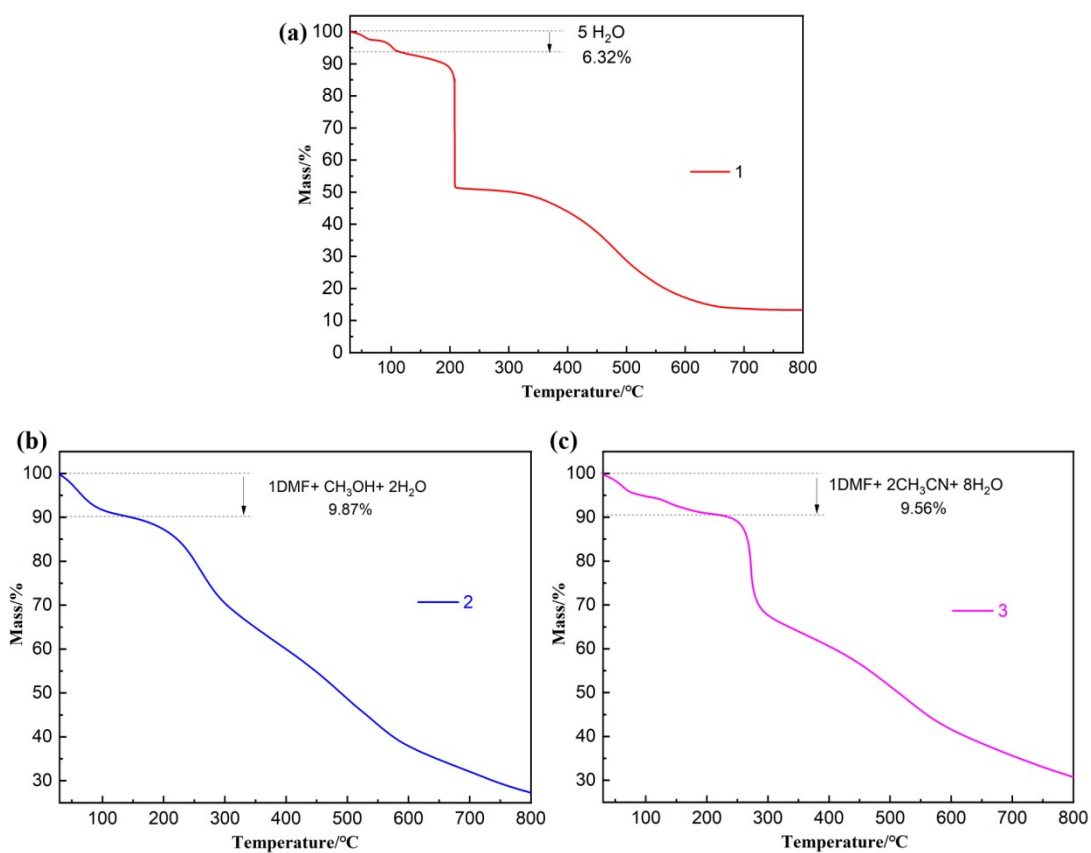 (a)
5 H₂O
6.32%
1
Mass/%
100
90
80
70
60
50
40
30
20
10
0
100 200 300 400 500 600 700 800
Temperature/°C
(b)
1DMF+ CH₃OH+ 2H₂O
9.87%
2
Mass/%
100
90
80
70
60
50
40
30
100 200 300 400 500 600 700 800
Temperature/°C
(c)
1DMF+ 2CH₃CN+ 8H₂O
9.56%
3
Mass/%
100
90
80
70
60
50
40
30
100 200 300 400 500 600 700 800
Temperature/°C